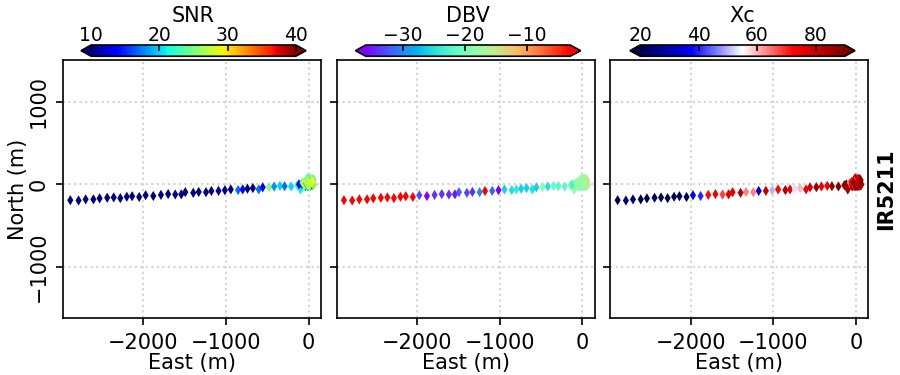 SNR DBV Xc
10 20 30 40 −30 −20 −10 20 40 60 80
1000
0
−1000
North (m)
IR5211
−2000 −1000 0 −2000 −1000 0 −2000 −1000 0
East (m) East (m) East (m)